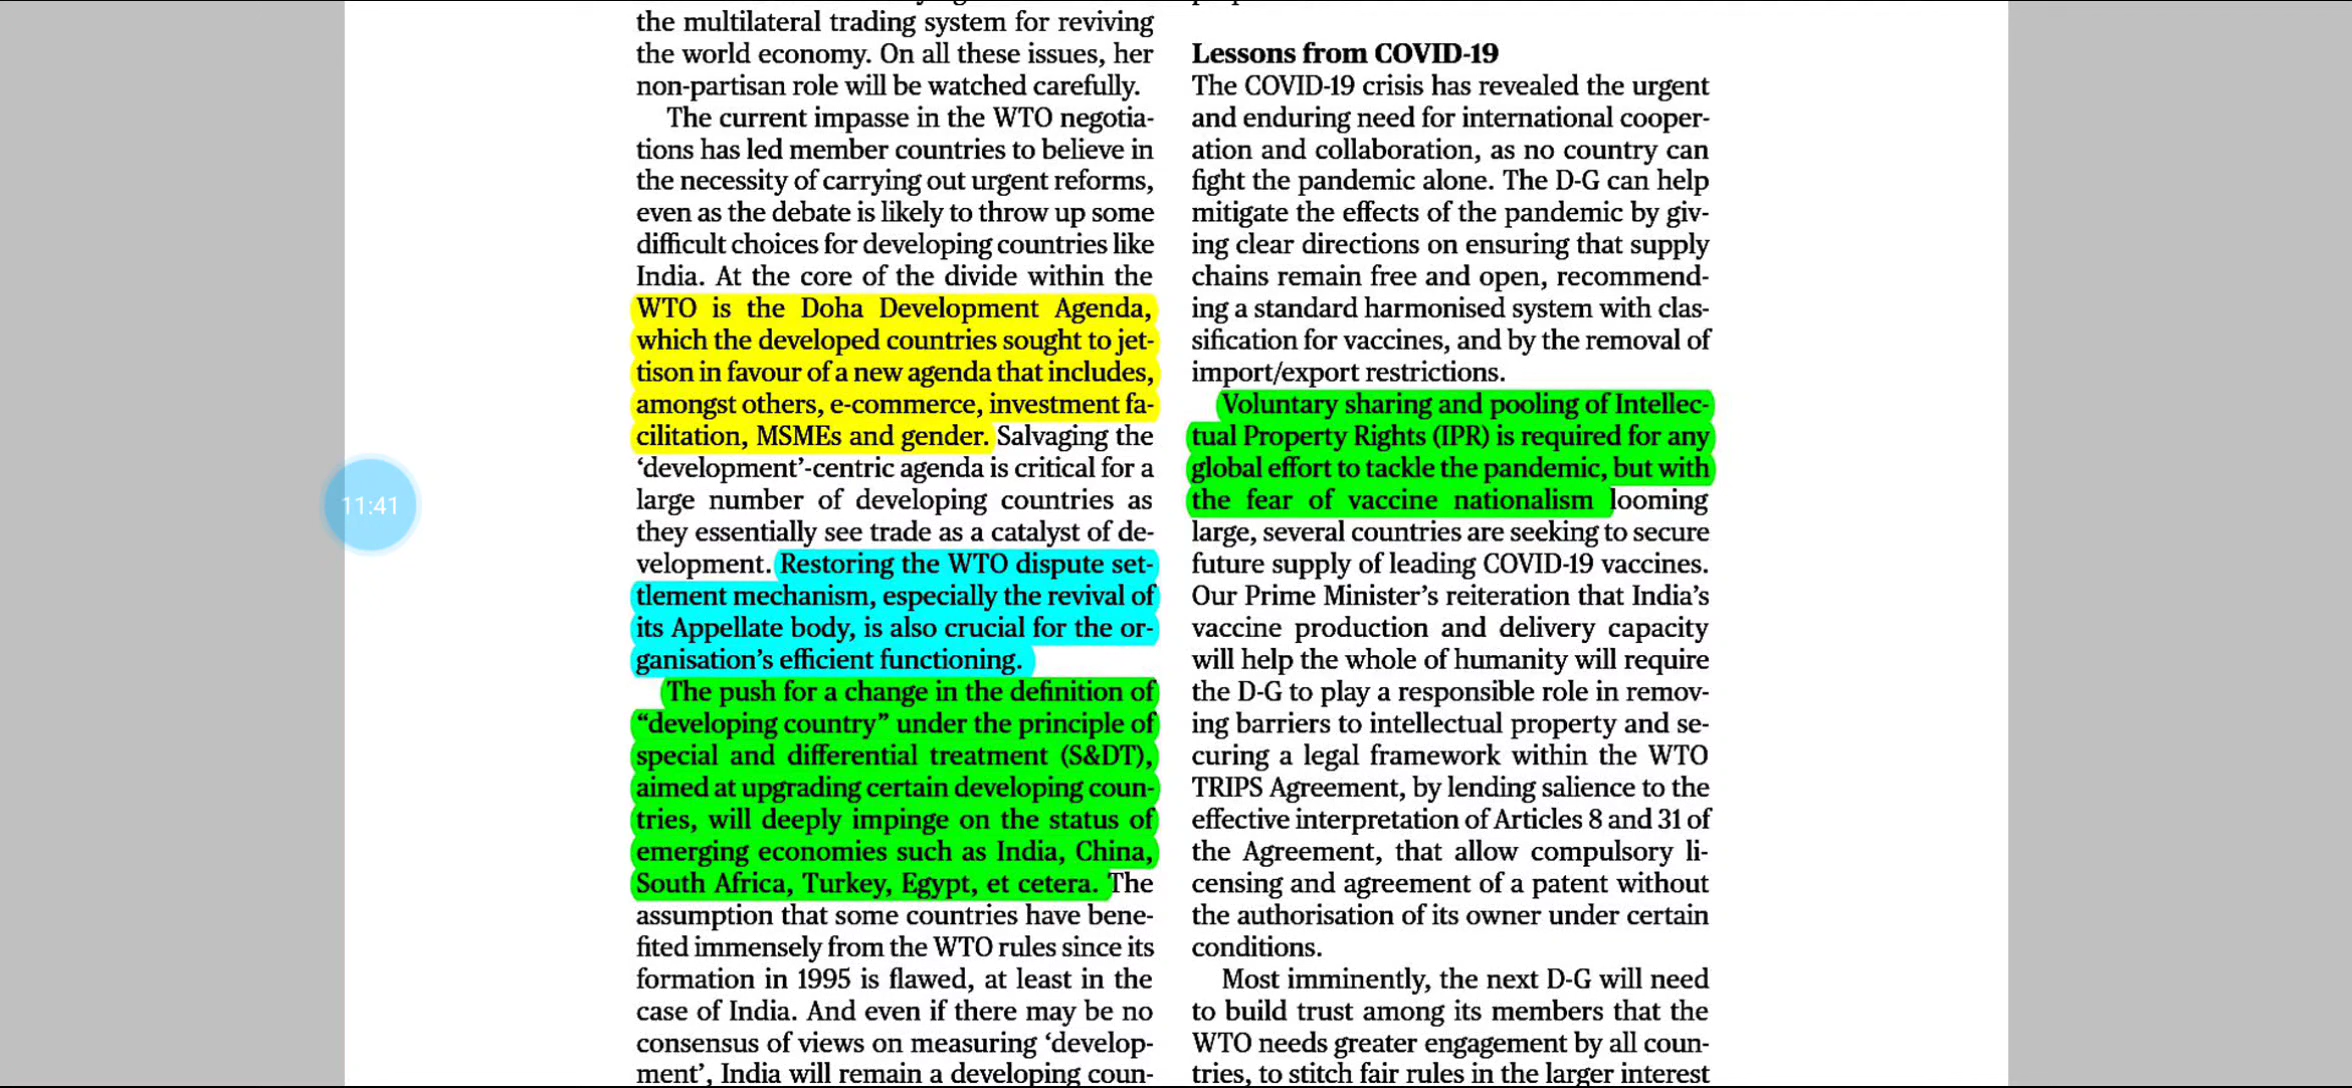 the multilateral trading system for reviving
the world economy. On all these issues, her
non-partisan role will be watched carefully.
The current impasse in the WTO negotia-
tions has led member countries to believe in
the necessity of carrying out urgent reforms,
even as the debate is likely to throw up some
difficult choices for developing countries like
India. At the core of the divide within the
WTO is the Doha Development Agenda,
which the developed countries sought to jet-
tison in favour of a new agenda that includes,
amongst others, e-commerce, investment fa-
cilitation, MSMEs and gender. Salvaging the
‘development’-centric agenda is critical for a
large number of developing countries as
they essentially see trade as a catalyst of de-
velopment. Restoring the WTO dispute set-
tlement mechanism, especially the revival of
its Appellate body, is also crucial for the or-
ganisation’s efficient functioning.
The push for a change in the definition of
“developing country” under the principle of
special and differential treatment (S&DT),
aimed at upgrading certain developing coun-
tries, will deeply impinge on the status of
emerging economies such as India, China,
South Africa, Turkey, Egypt, et cetera. The
assumption that some countries have bene-
fited immensely from the WTO rules since its
formation in 1995 is flawed, at least in the
case of India. And even if there may be no
consensus of views on measuring ‘develop-
ment’, India will remain a developing coun-
Lessons from COVID-19
The COVID-19 crisis has revealed the urgent
and enduring need for international cooper-
ation and collaboration, as no country can
fight the pandemic alone. The D-G can help
mitigate the effects of the pandemic by giv-
ing clear directions on ensuring that supply
chains remain free and open, recommend-
ing a standard harmonised system with clas-
sification for vaccines, and by the removal of
import/export restrictions.
Voluntary sharing and pooling of Intellec-
tual Property Rights (IPR) is required for any
global effort to tackle the pandemic, but with
the fear of vaccine nationalism looming
large, several countries are seeking to secure
future supply of leading COVID-19 vaccines.
Our Prime Minister’s reiteration that India’s
vaccine production and delivery capacity
will help the whole of humanity will require
the D-G to play a responsible role in remov-
ing barriers to intellectual property and se-
curing a legal framework within the WTO
TRIPS Agreement, by lending salience to the
effective interpretation of Articles 8 and 31 of
the Agreement, that allow compulsory li-
censing and agreement of a patent without
the authorisation of its owner under certain
conditions.
Most imminently, the next D-G will need
to build trust among its members that the
WTO needs greater engagement by all coun-
tries, to stitch fair rules in the larger interest
11:41